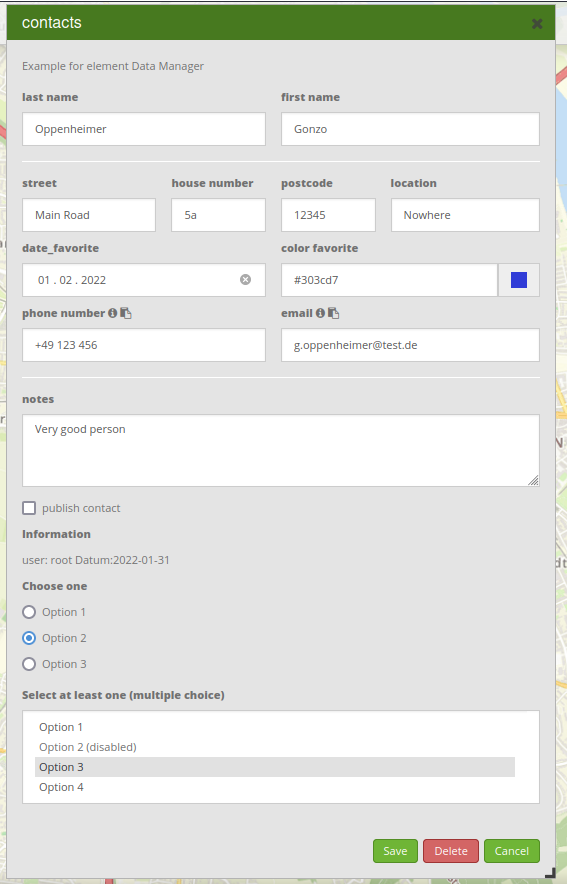 contacts
Example for element Data Manager
last name first name
Oppenheimer Gonzo
street house number postcode location
Main Road 5a 12345 Nowhere
date_favorite color favorite
01 . 02 . 2022 #303cd7
phone number email
+49 123 456 g.oppenheimer@test.de
notes
Very good person
publish contact
Information
user: root Datum:2022-01-31
Choose one
Option 1
Option 2
Option 3
Select at least one (multiple choice)
Option 1
Option 2 (disabled)
Option 3
Option 4
Save Delete Cancel